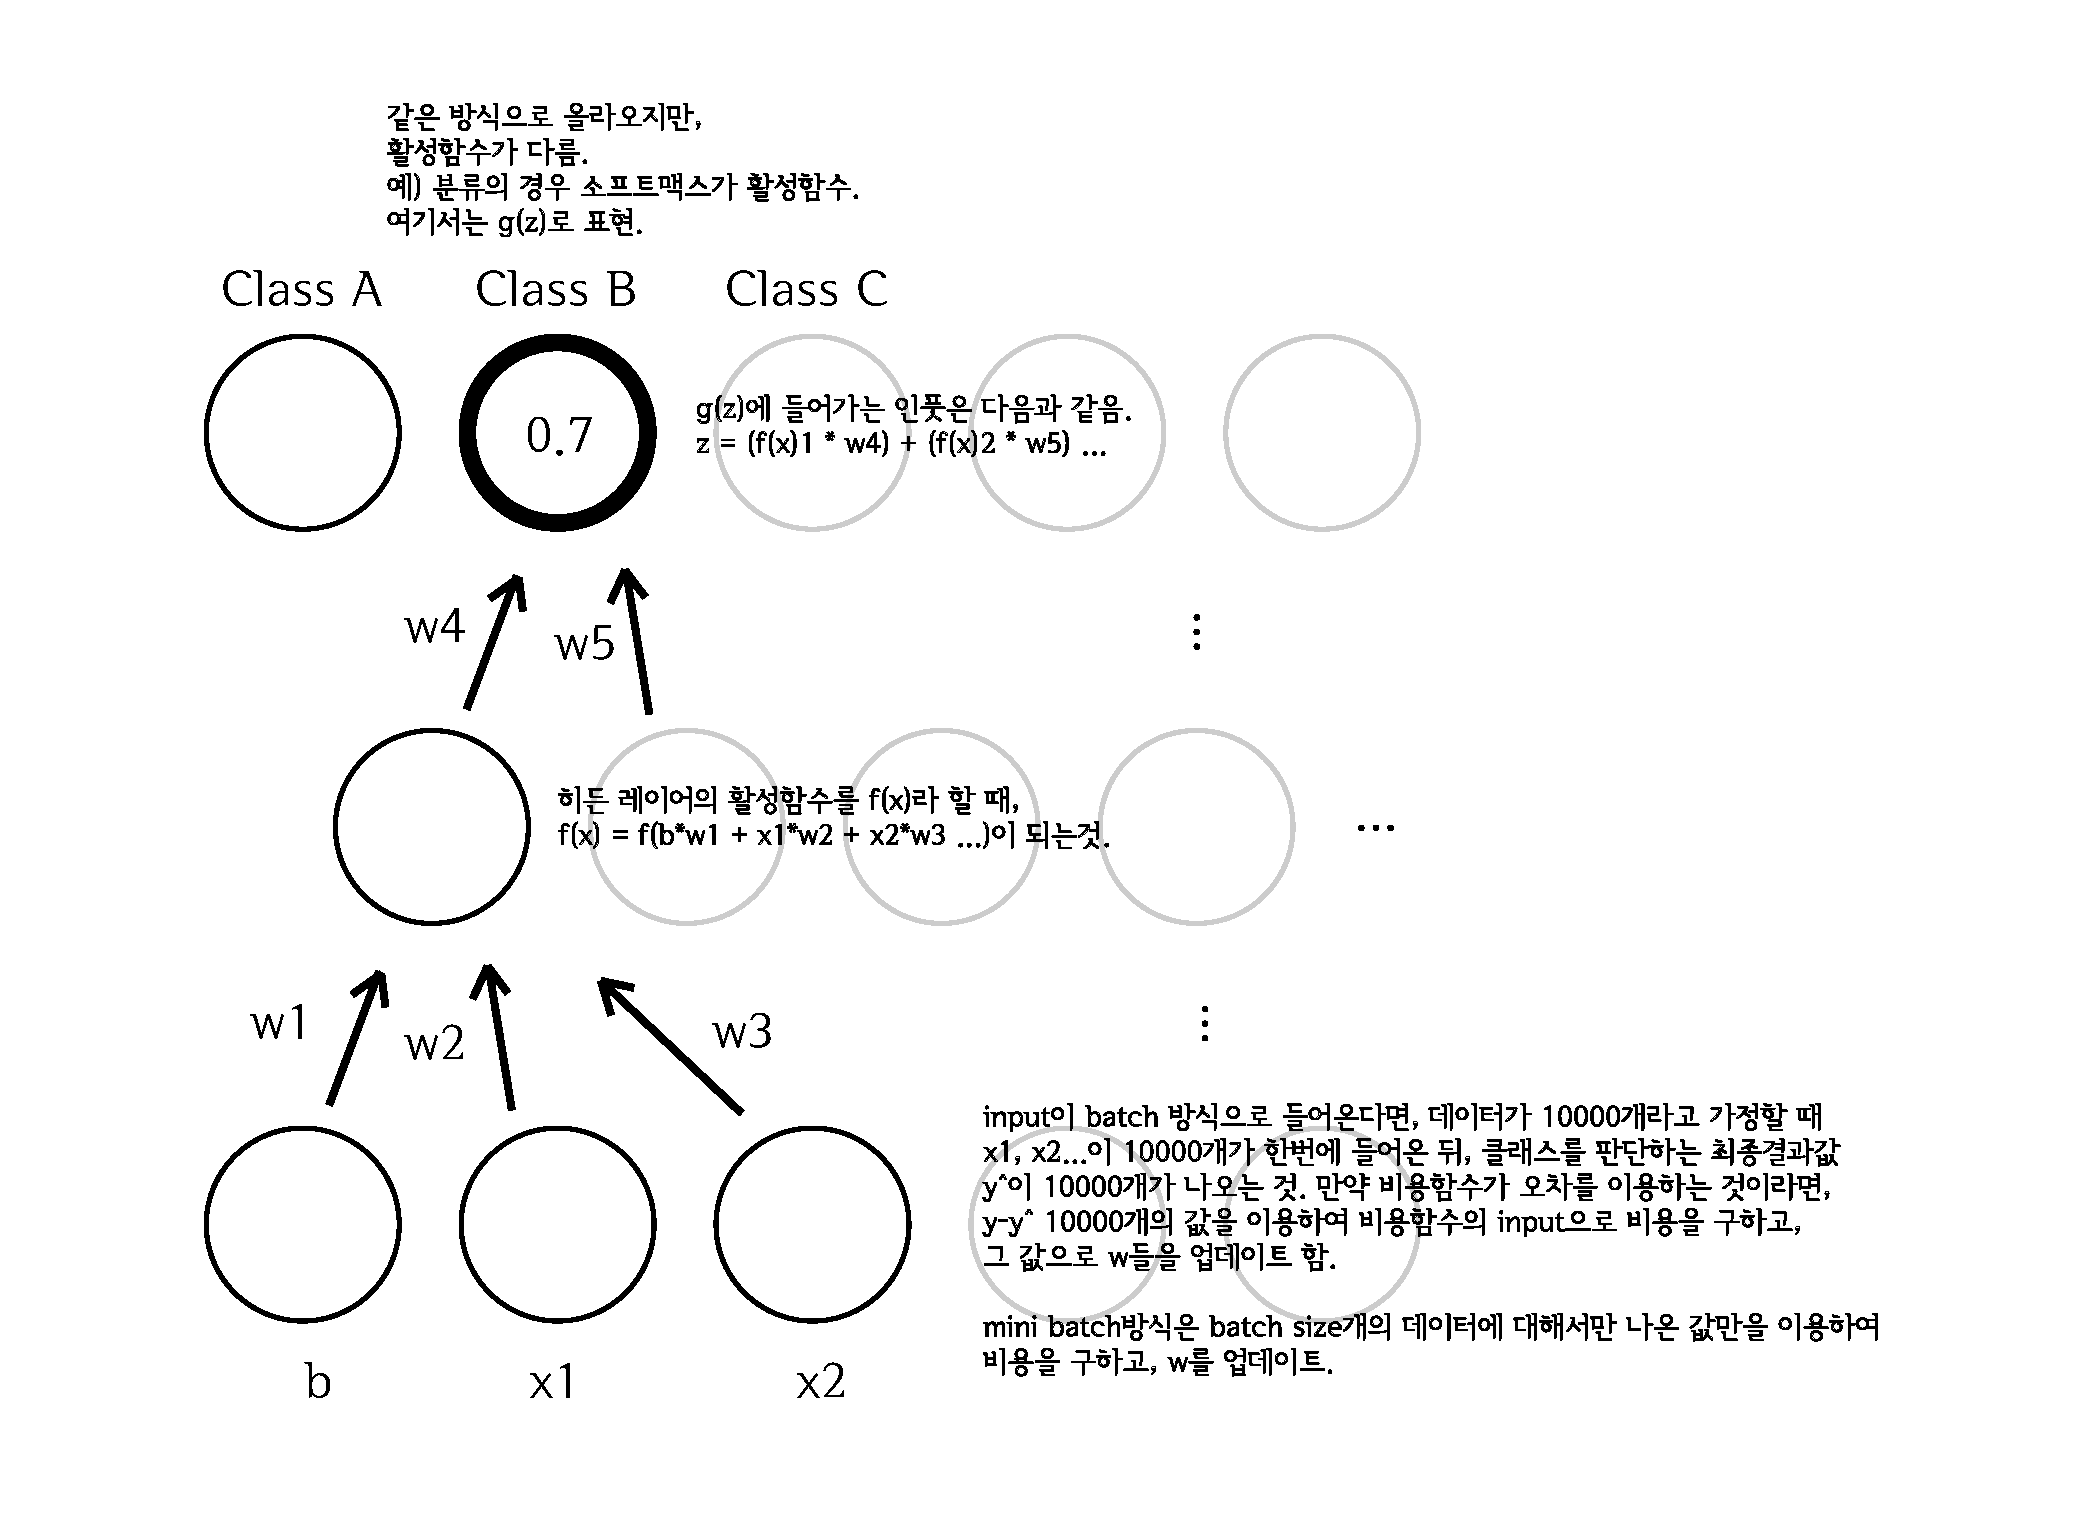 같은 방식으로 올라오지만,
활성함수가 다름.
예) 분류의 경우 소프트맥스가 활성함수.
여기서는 g(z)로 표현.
Class A Class B Class C
0.7
g(z)에 들어가는 인풋은 다음과 같음.
z = (f(x)1 * w4) + (f(x)2 * w5) ...
w4 w5
⋮
히든 레이어의 활성함수를 f(x)라 할 때,
f(x) = f(b*w1 + x1*w2 + x2*w3 ...)이 되는것.
...
w1 w2 w3
⋮
input이 batch 방식으로 들어온다면, 데이터가 10000개라고 가정할 때
x1, x2...이 10000개가 한번에 들어온 뒤, 클래스를 판단하는 최종결과값
y^이 10000개가 나오는 것. 만약 비용함수가 오차를 이용하는 것이라면,
y-y^ 10000개의 값을 이용하여 비용함수의 input으로 비용을 구하고,
그 값으로 w들을 업데이트 함.
mini batch방식은 batch size개의 데이터에 대해서만 나온 값만을 이용하여
비용을 구하고, w를 업데이트.
b x1 x2